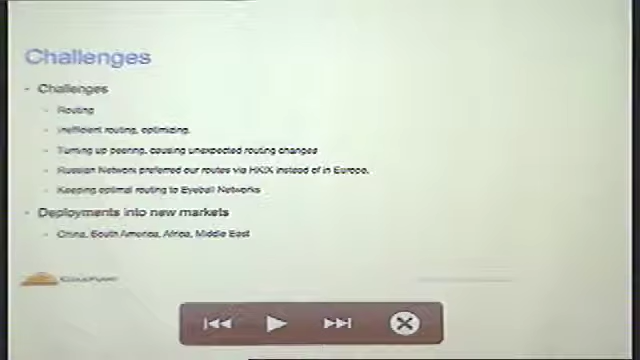 Challenges
Challenges
Routing
Inefficient routing, optimizing.
Turning up peering, causing unexpected routing changes
Russian Network preferred our routes via HKIX instead of in Europe.
Keeping optimal routing to Eyeball Networks
Deployments into new markets
China, South America, Africa, Middle East
CLOUDFLARE